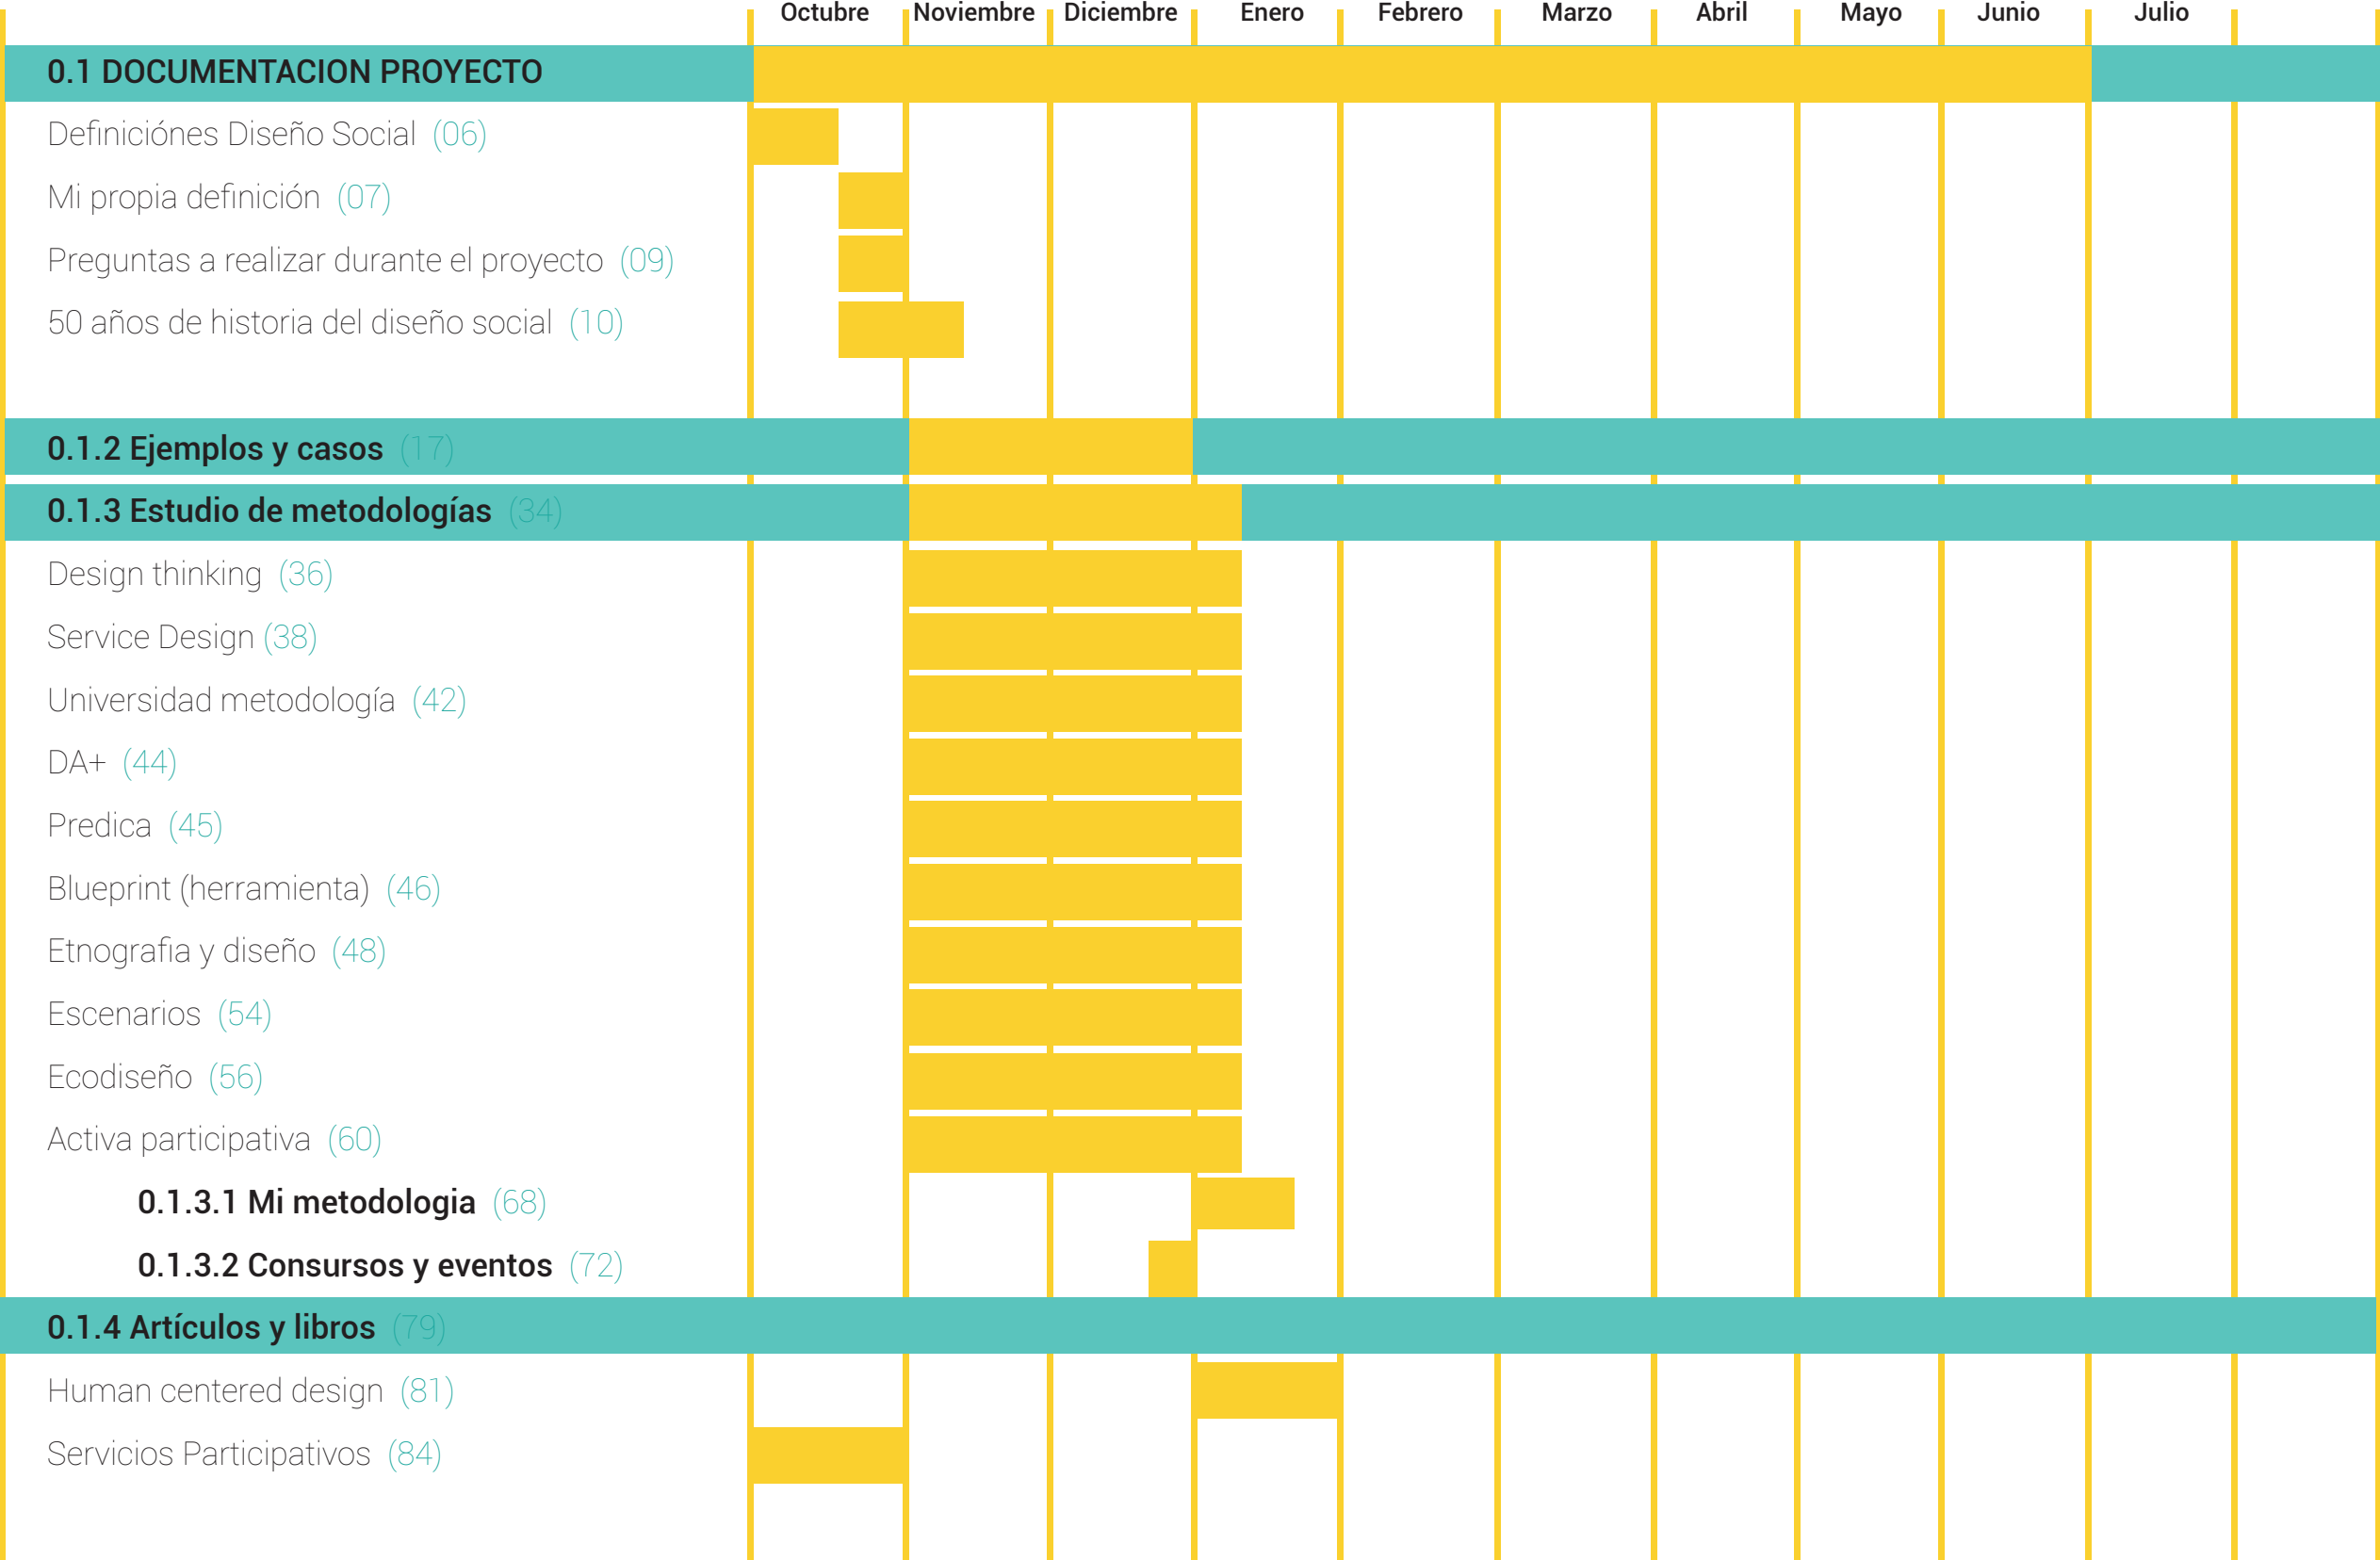 Octubre Noviembre Diciembre Enero Febrero Marzo Abril Mayo Junio Julio
0.1 DOCUMENTACION PROYECTO
Definiciónes Diseño Social (06)
Mi propia definición (07)
Preguntas a realizar durante el proyecto (09)
50 años de historia del diseño social (10)
0.1.2 Ejemplos y casos (17)
0.1.3 Estudio de metodologías (34)
Design thinking (36)
Service Design (38)
Universidad metodología (42)
DA+ (44)
Predica (45)
Blueprint (herramienta) (46)
Etnografia y diseño (48)
Escenarios (54)
Ecodiseño (56)
Activa participativa (60)
0.1.3.1 Mi metodologia (68)
0.1.3.2 Consursos y eventos (72)
0.1.4 Artículos y libros (79)
Human centered design (81)
Servicios Participativos (84)